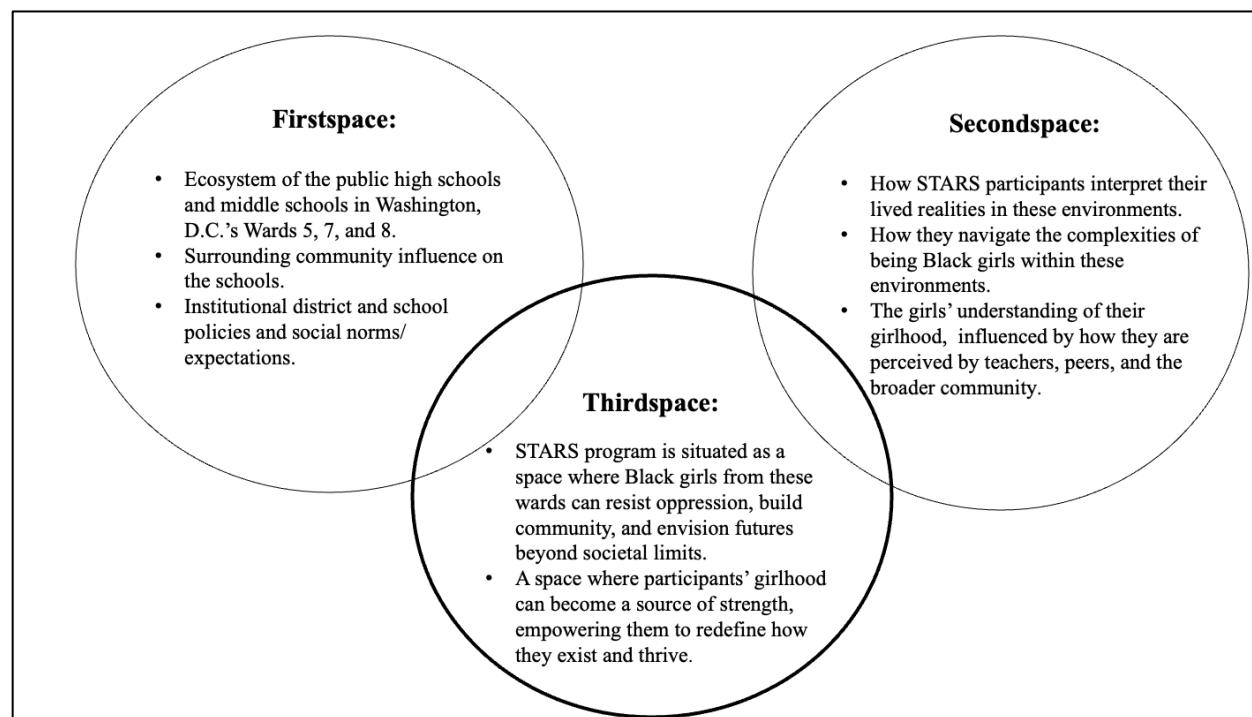 Firstspace:
• Ecosystem of the public high schools
and middle schools in Washington,
D.C.’s Wards 5, 7, and 8.
• Surrounding community influence on
the schools.
• Institutional district and school
policies and social norms/
expectations.
Secondspace:
• How STARS participants interpret their
lived realities in these environments.
• How they navigate the complexities of
being Black girls within these
environments.
• The girls’ understanding of their
girlhood,  influenced by how they are
perceived by teachers, peers, and the
broader community.
Thirdspace:
• STARS program is situated as a
space where Black girls from these
wards can resist oppression, build
community, and envision futures
beyond societal limits.
• A space where participants’ girlhood
can become a source of strength,
empowering them to redefine how
they exist and thrive.